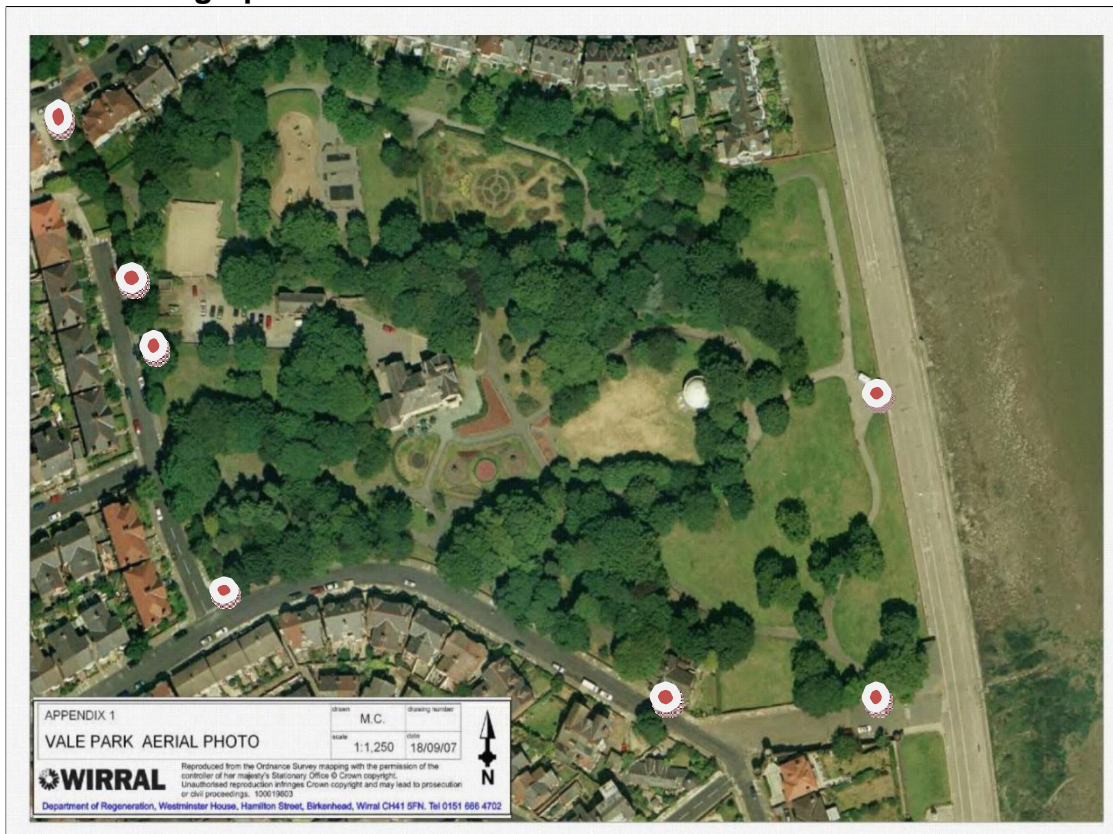 APPENDIX 1
VALE PARK AERIAL PHOTO
drawn
M.C.
drawing number
scale
1:1,250
date
18/09/07
N
WIRRAL
Reproduced from the Ordnance Survey mapping with the permission of the
controller of her majesty's Stationary Office © Crown copyright.
Unauthorised reproduction infringes Crown copyright and may lead to prosecution
or civil proceedings. 100019803
Department of Regeneration, Westminster House, Hamilton Street, Birkenhead, Wirral CH41 5FN. Tel 0151 666 4702